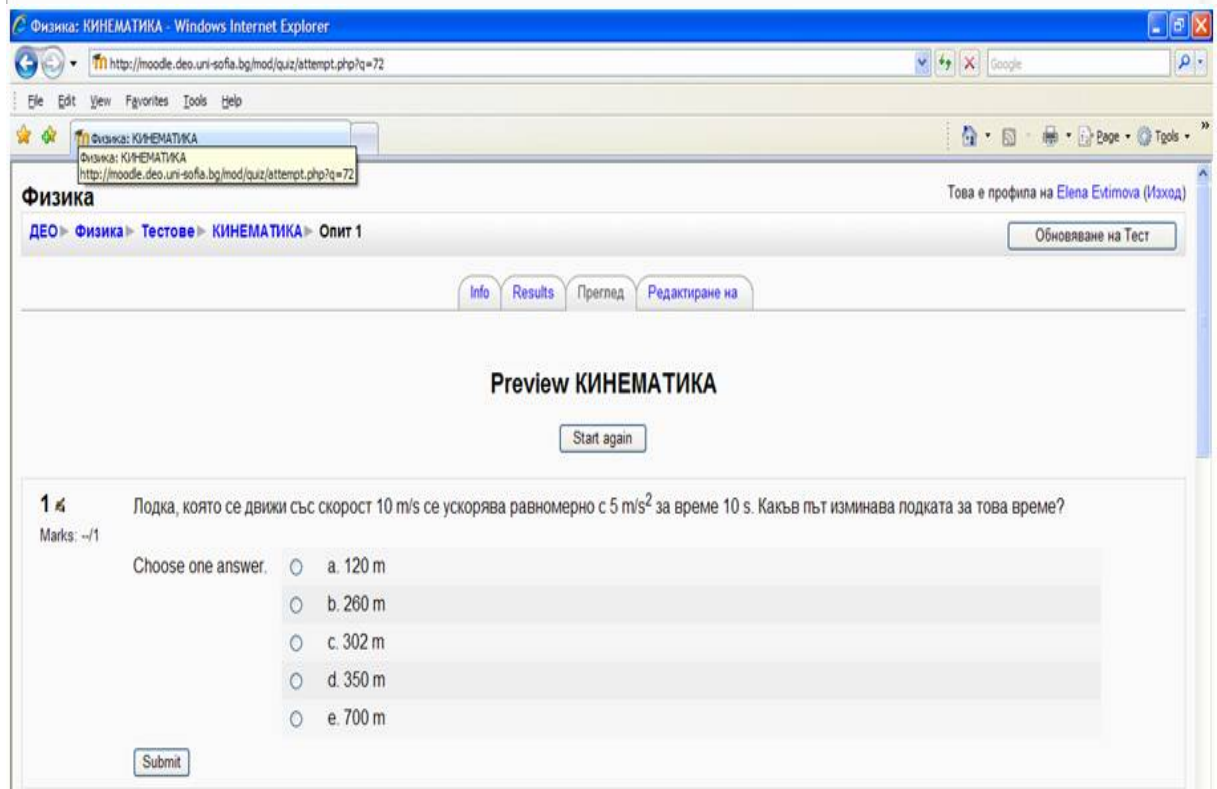 Физика: КИНЕМАТИКА - Windows Internet Explorer
http://moodle.deo.uni-sofia.bg/mod/quiz/attempt.php?q=72
Google
File Edit View Favorites Tools Help
Физика: КИНЕМАТИКА
Page Tools
Физика: КИНЕМАТИКА
http://moodle.deo.uni-sofia.bg/mod/quiz/attempt.php?q=72
Физика
Това е профила на Elena Evtimova (Изход)
ДЕО Физика Тестове КИНЕМАТИКА Опит 1
Обновяване на Тест
Info Results Преглед Редактиране на
Preview КИНЕМАТИКА
Start again
1 Лодка, която се движи със скорост 10 m/s се ускорява равномерно с 5 m/s² за време 10 s. Какъв път изминава лодката за това време?
Marks: --/1
Choose one answer.
a. 120 m
b. 260 m
c. 302 m
d. 350 m
e. 700 m
Submit